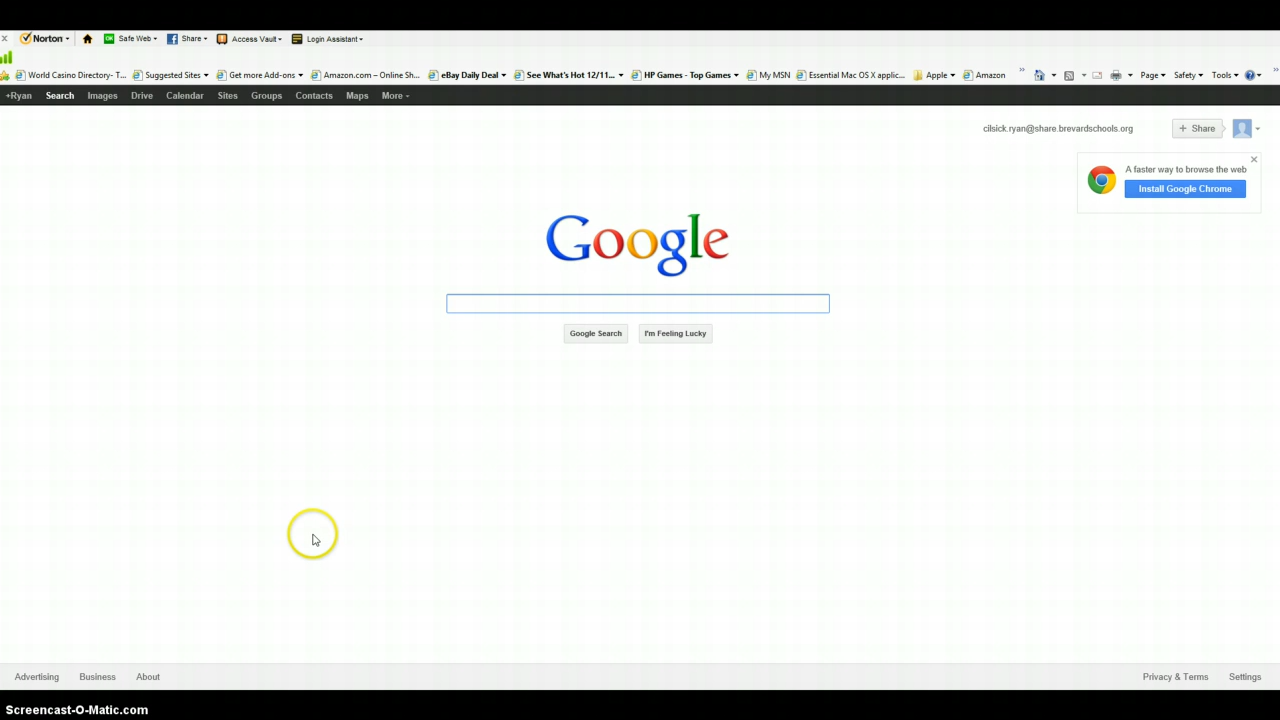 Norton Safe Web Share Access Vault Login Assistant
World Casino Directory- T... Suggested Sites Get more Add-ons Amazon.com – Online Sh... eBay Daily Deal See What's Hot 12/11... HP Games - Top Games My MSN Essential Mac OS X applic... Apple Amazon Page Safety Tools
+Ryan Search Images Drive Calendar Sites Groups Contacts Maps More
cilsick.ryan@share.brevardschools.org + Share
A faster way to browse the web
Install Google Chrome
Google
Google Search I'm Feeling Lucky
Advertising Business About Privacy & Terms Settings
Screencast-O-Matic.com